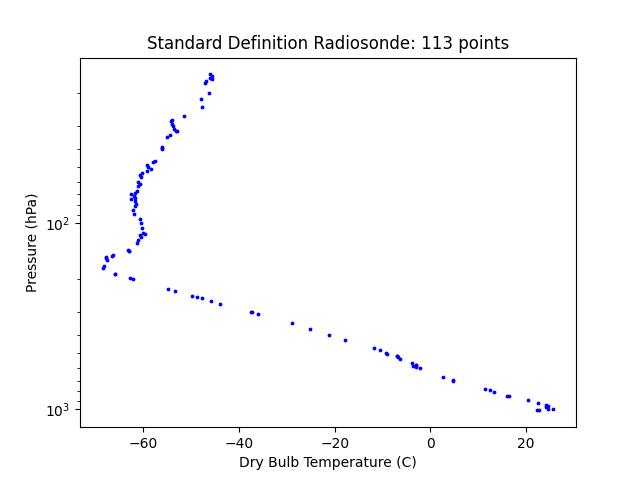 Standard Definition Radiosonde: 113 points
Pressure (hPa)
10²
10³
−60
−40
−20
0
20
Dry Bulb Temperature (C)